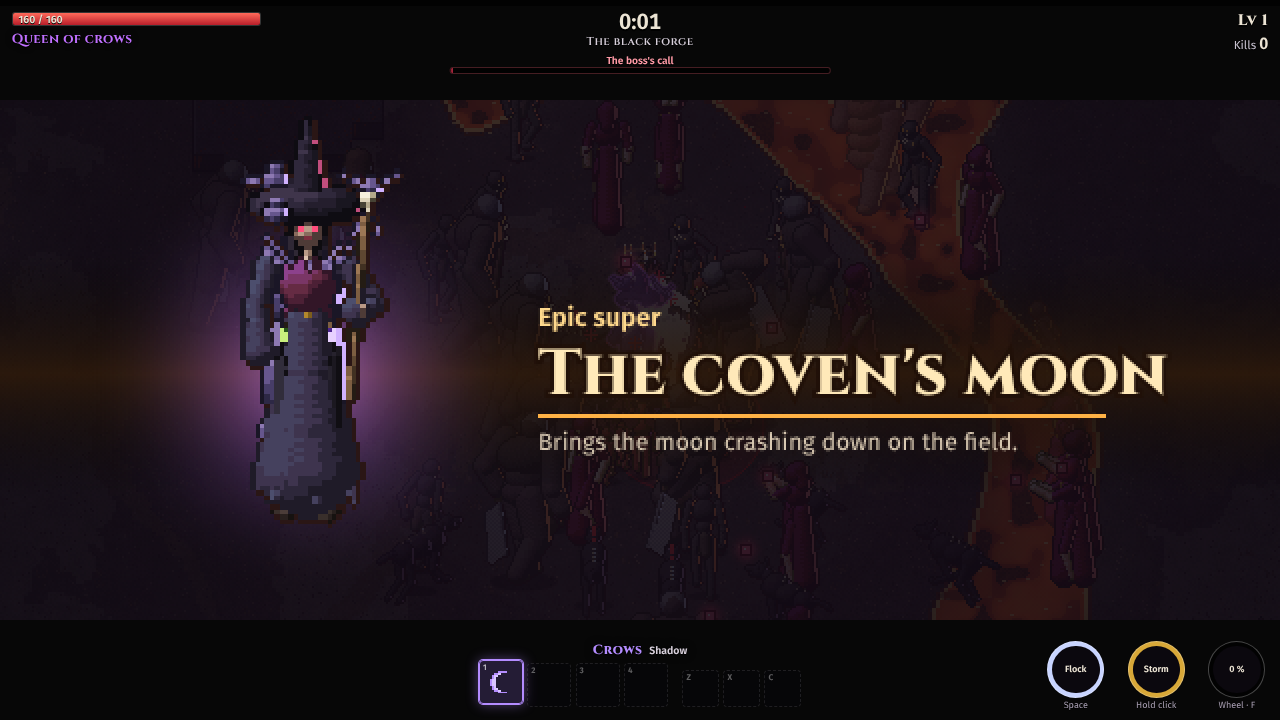 160 / 160
Queen of crows
0:01
The black forge
The boss's call
Lv 1
Kills 0
Epic super
The coven's moon
Brings the moon crashing down on the field.
Crows Shadow
1 2 3 4 Z X C
Flock
Space
Storm
Hold click
0 %
Wheel · F